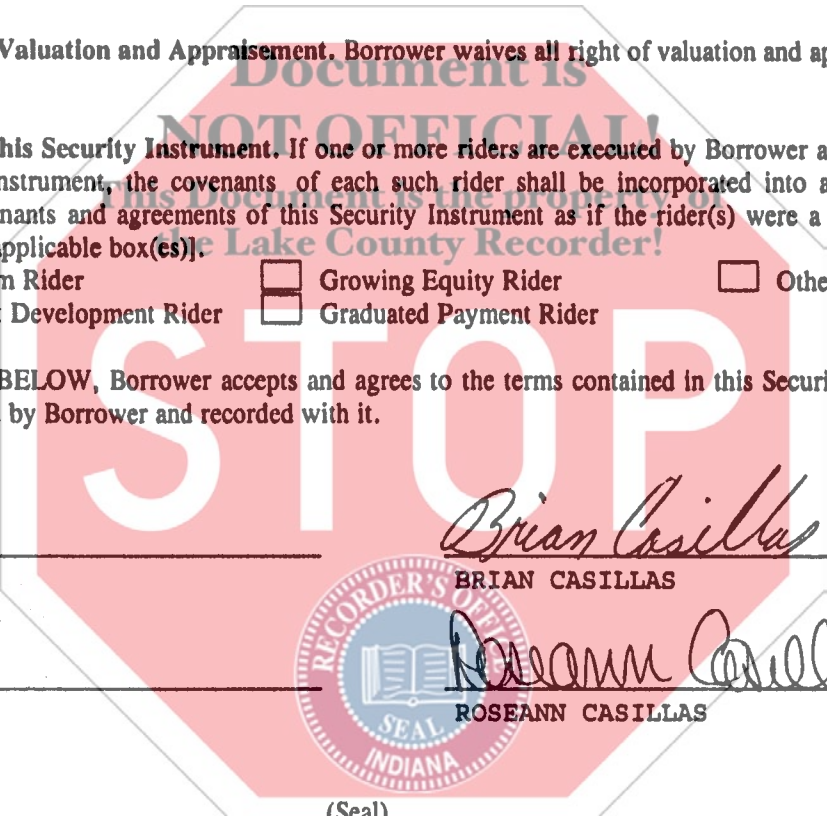 Valuation and Appraisement. Borrower waives all right of valuation and ap
Document is
NOT OFFICIAL!
his Security Instrument. If one or more riders are executed by Borrower a
nstrument, the covenants of each such rider shall be incorporated into a
This Document is the property of
nants and agreements of this Security Instrument as if the rider(s) were a
the Lake County Recorder!
pplicable box(es)].
m Rider Growing Equity Rider Othe
t Development Rider Graduated Payment Rider
STOP
BELOW, Borrower accepts and agrees to the terms contained in this Securi
by Borrower and recorded with it.
Brian Casillas
BRIAN CASILLAS
RECORDER'S OFFICE
Roseann Casill
SEAL
ROSEANN CASILLAS
INDIANA
(Seal)